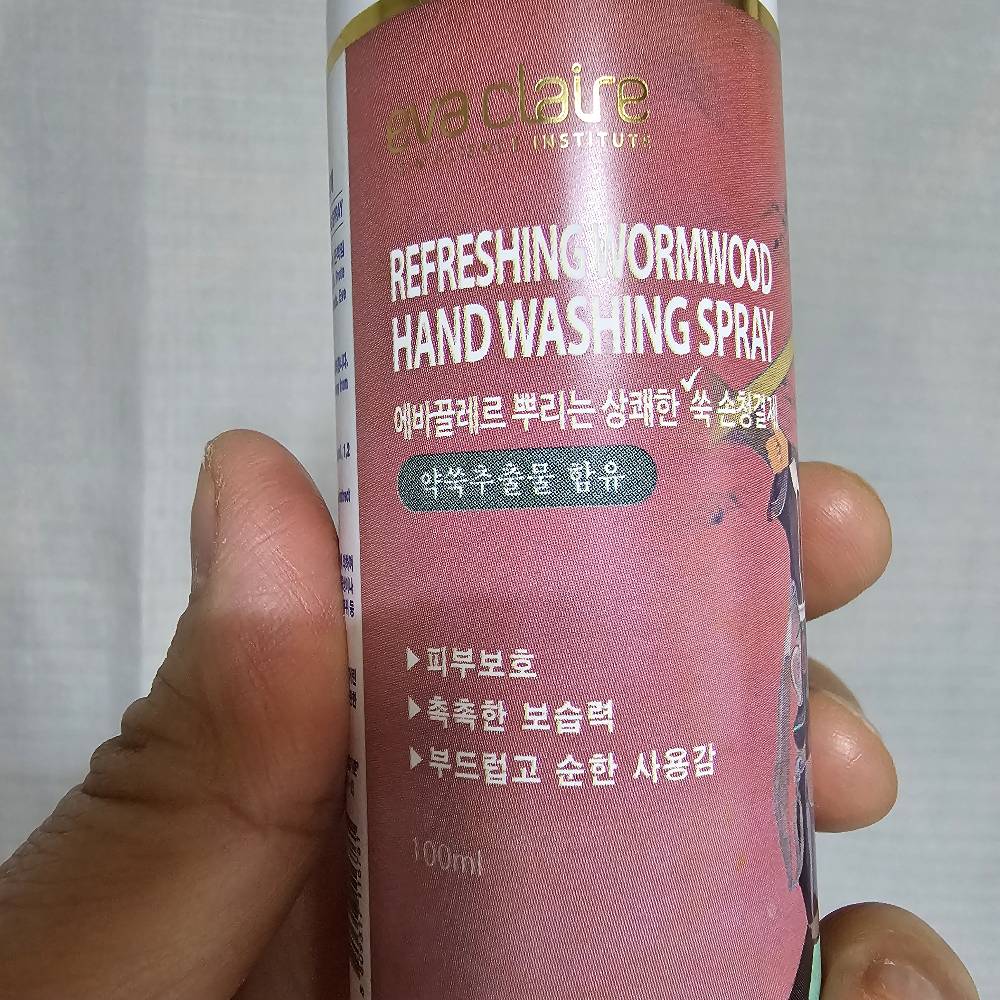 eva claire
INSTITUTE
REFRESHING WORMWOOD
HAND WASHING SPRAY
에바끌레르 뿌리는 상쾌한 ✓쑥 손청결제
약쑥추출물 함유
▶피부보호
▶촉촉한 보습력
▶부드럽고 순한 사용감
100ml